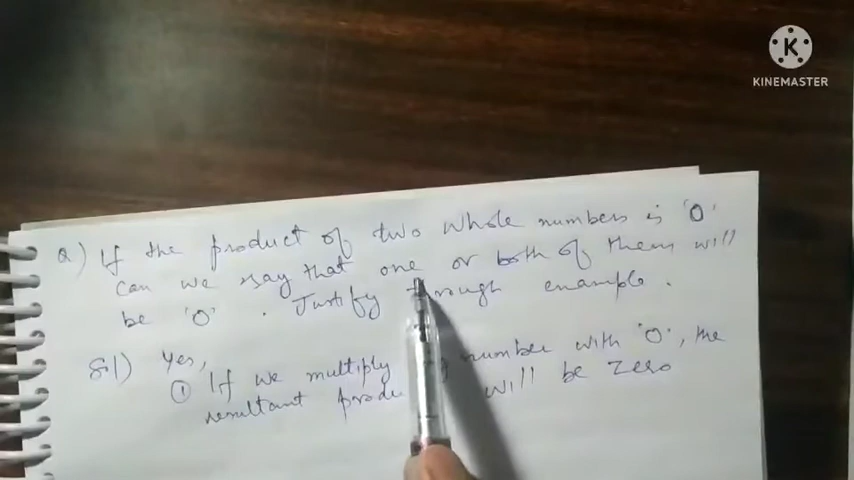 KINEMASTER
Q) If the product of two whole numbers is '0'
can we say that one or both of them will
be '0'. Justify through example.
Sol) Yes,
① If we multiply number with '0', the
resultant will be zero